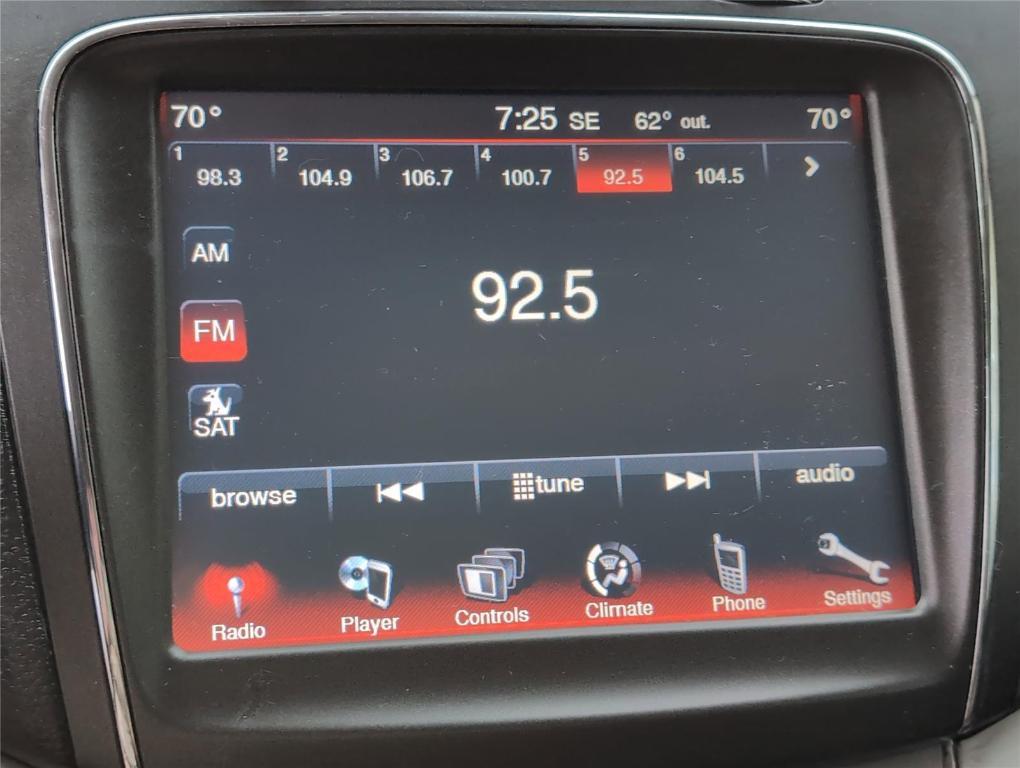 70° 7:25 SE 62° out. 70°
1 2 3 4 5 6
98.3 104.9 106.7 100.7 92.5 104.5
AM
92.5
FM
SAT
browse tune audio
Radio Player Controls Climate Phone Settings